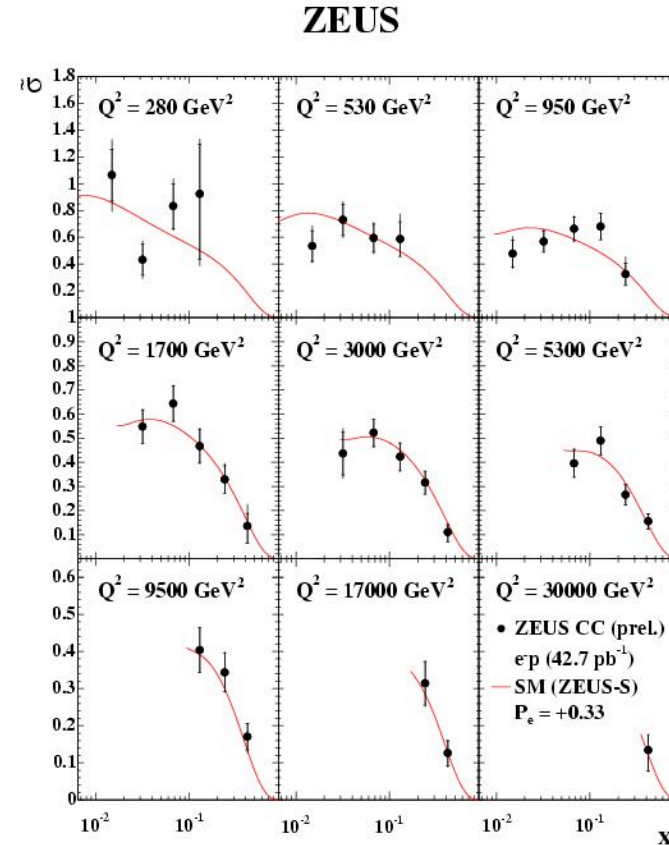 ZEUS
σ̃
Q² = 280 GeV²
Q² = 530 GeV²
Q² = 950 GeV²
1.8
1.6
1.4
1.2
1
0.8
0.6
0.4
0.2
1
Q² = 1700 GeV²
Q² = 3000 GeV²
Q² = 5300 GeV²
0.9
0.8
0.7
0.6
0.5
0.4
0.3
0.2
0.1
Q² = 9500 GeV²
Q² = 17000 GeV²
Q² = 30000 GeV²
0.6
0.5
0.4
0.3
0.2
0.1
0
ZEUS CC (prel.)
e⁻p (42.7 pb⁻¹)
SM (ZEUS-S)
Pₑ = +0.33
10⁻² 10⁻¹ 10⁻² 10⁻¹ 10⁻² 10⁻¹
x